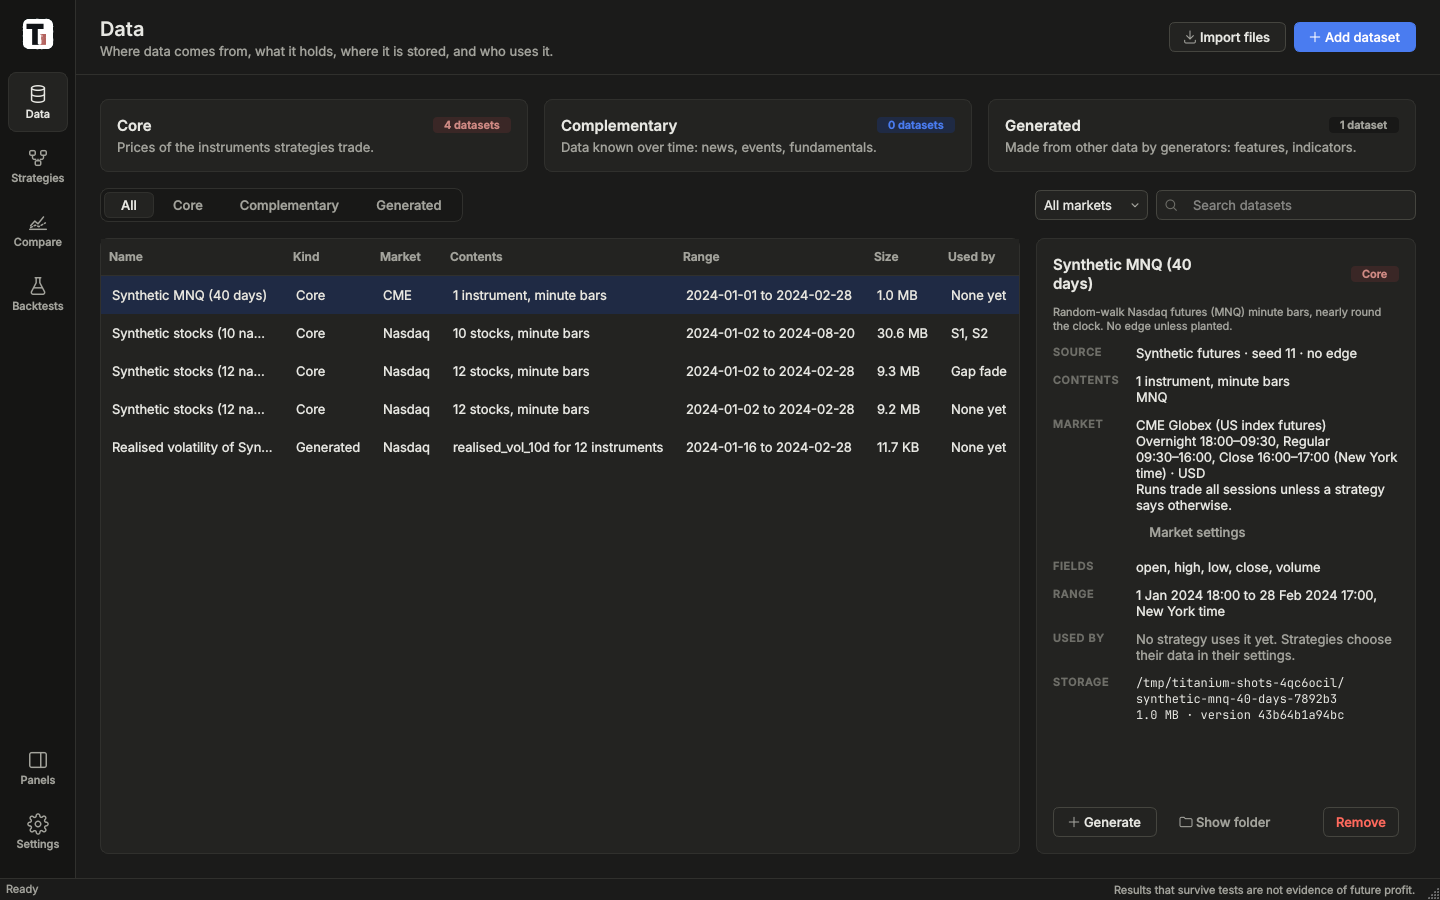 Ti
Data
Where data comes from, what it holds, where it is stored, and who uses it.
Import files
+ Add dataset
Data
Strategies
Compare
Backtests
Panels
Settings
Core
4 datasets
Prices of the instruments strategies trade.
Complementary
0 datasets
Data known over time: news, events, fundamentals.
Generated
1 dataset
Made from other data by generators: features, indicators.
All Core Complementary Generated
All markets
Search datasets
Name Kind Market Contents Range Size Used by
Synthetic MNQ (40 days) Core CME 1 instrument, minute bars 2024-01-01 to 2024-02-28 1.0 MB None yet
Synthetic stocks (10 na... Core Nasdaq 10 stocks, minute bars 2024-01-02 to 2024-08-20 30.6 MB S1, S2
Synthetic stocks (12 na... Core Nasdaq 12 stocks, minute bars 2024-01-02 to 2024-02-28 9.3 MB Gap fade
Synthetic stocks (12 na... Core Nasdaq 12 stocks, minute bars 2024-01-02 to 2024-02-28 9.2 MB None yet
Realised volatility of Syn... Generated Nasdaq realised_vol_10d for 12 instruments 2024-01-16 to 2024-02-28 11.7 KB None yet
Synthetic MNQ (40
days)
Core
Random-walk Nasdaq futures (MNQ) minute bars, nearly round
the clock. No edge unless planted.
SOURCE Synthetic futures · seed 11 · no edge
CONTENTS 1 instrument, minute bars
MNQ
MARKET CME Globex (US index futures)
Overnight 18:00–09:30, Regular
09:30–16:00, Close 16:00–17:00 (New York
time) · USD
Runs trade all sessions unless a strategy
says otherwise.
Market settings
FIELDS open, high, low, close, volume
RANGE 1 Jan 2024 18:00 to 28 Feb 2024 17:00,
New York time
USED BY No strategy uses it yet. Strategies choose
their data in their settings.
STORAGE /tmp/titanium-shots-4qc6ocil/
synthetic-mnq-40-days-7892b3
1.0 MB · version 43b64b1a94bc
+ Generate
Show folder
Remove
Ready
Results that survive tests are not evidence of future profit.